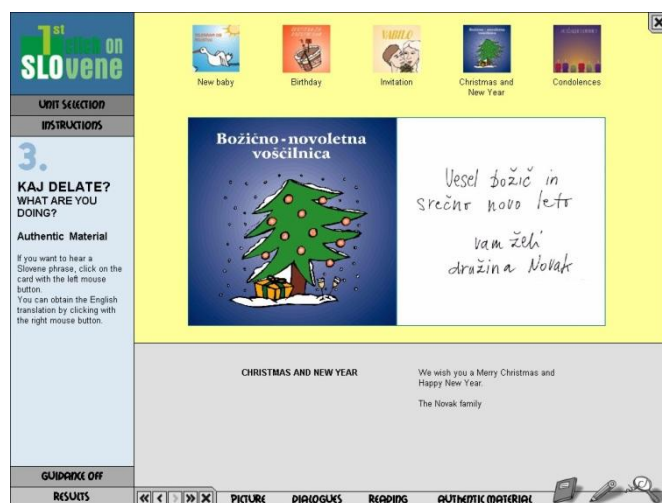 1st
click on
SLOvene
UNIT SELECTION
INSTRUCTIONS
3.
KAJ DELATE?
WHAT ARE YOU
DOING?
Authentic Material
If you want to hear a
Slovene phrase, click on the
card with the left mouse
button.
You can obtain the English
translation by clicking with
the right mouse button.
GUIDANCE OFF
RESULTS
New baby
Birthday
VABILO
Invitation
Christmas and
New Year
Condolences
Božično-novoletna
voščilnica
Vesel božič in
srečno novo leto
vam želi
družina Novak
CHRISTMAS AND NEW YEAR
We wish you a Merry Christmas and
Happy New Year.
The Novak family
PICTURE
DIALOGUES
READING
AUTHENTIC MATERIAL